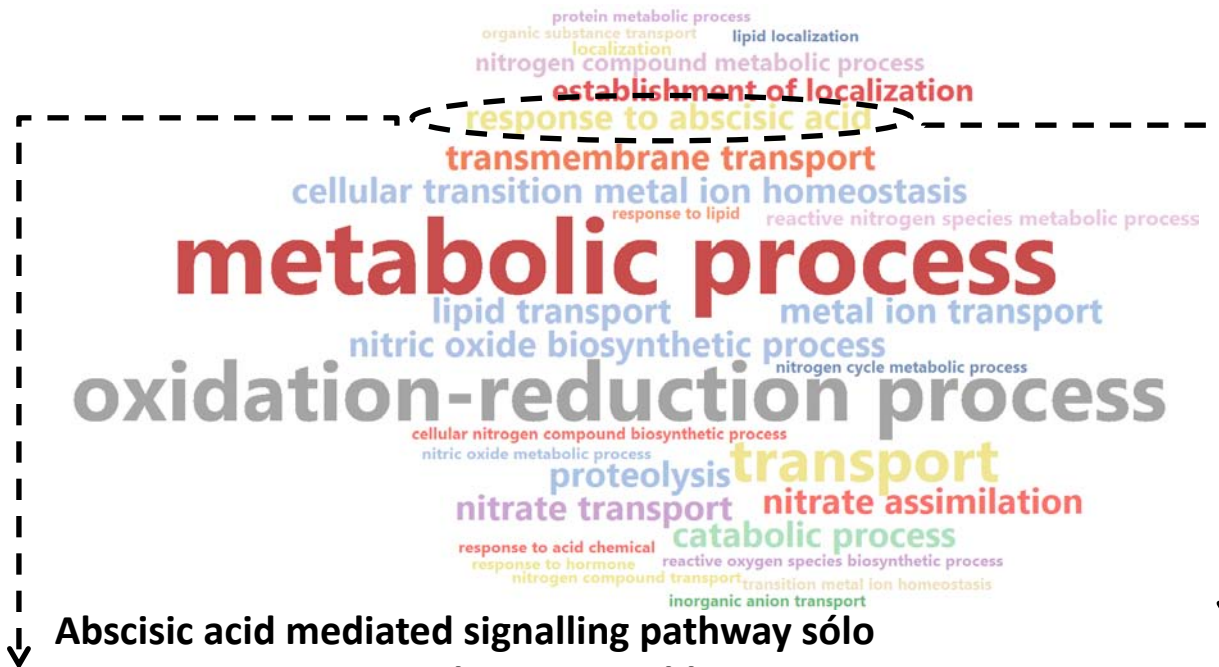 protein metabolic process
organic substance transport lipid localization
localization
nitrogen compound metabolic process
establishment of localization
response to abscisic acid
transmembrane transport
cellular transition metal ion homeostasis
response to lipid reactive nitrogen species metabolic process
metabolic process
lipid transport metal ion transport
nitric oxide biosynthetic process
nitrogen cycle metabolic process
oxidation-reduction process
cellular nitrogen compound biosynthetic process
nitric oxide metabolic process
transport
proteolysis
nitrate transport nitrate assimilation
catabolic process
response to acid chemical
reactive oxygen species biosynthetic process
response to hormone
nitrogen compound transport transition metal ion homeostasis
inorganic anion transport
Abscisic acid mediated signalling pathway sólo